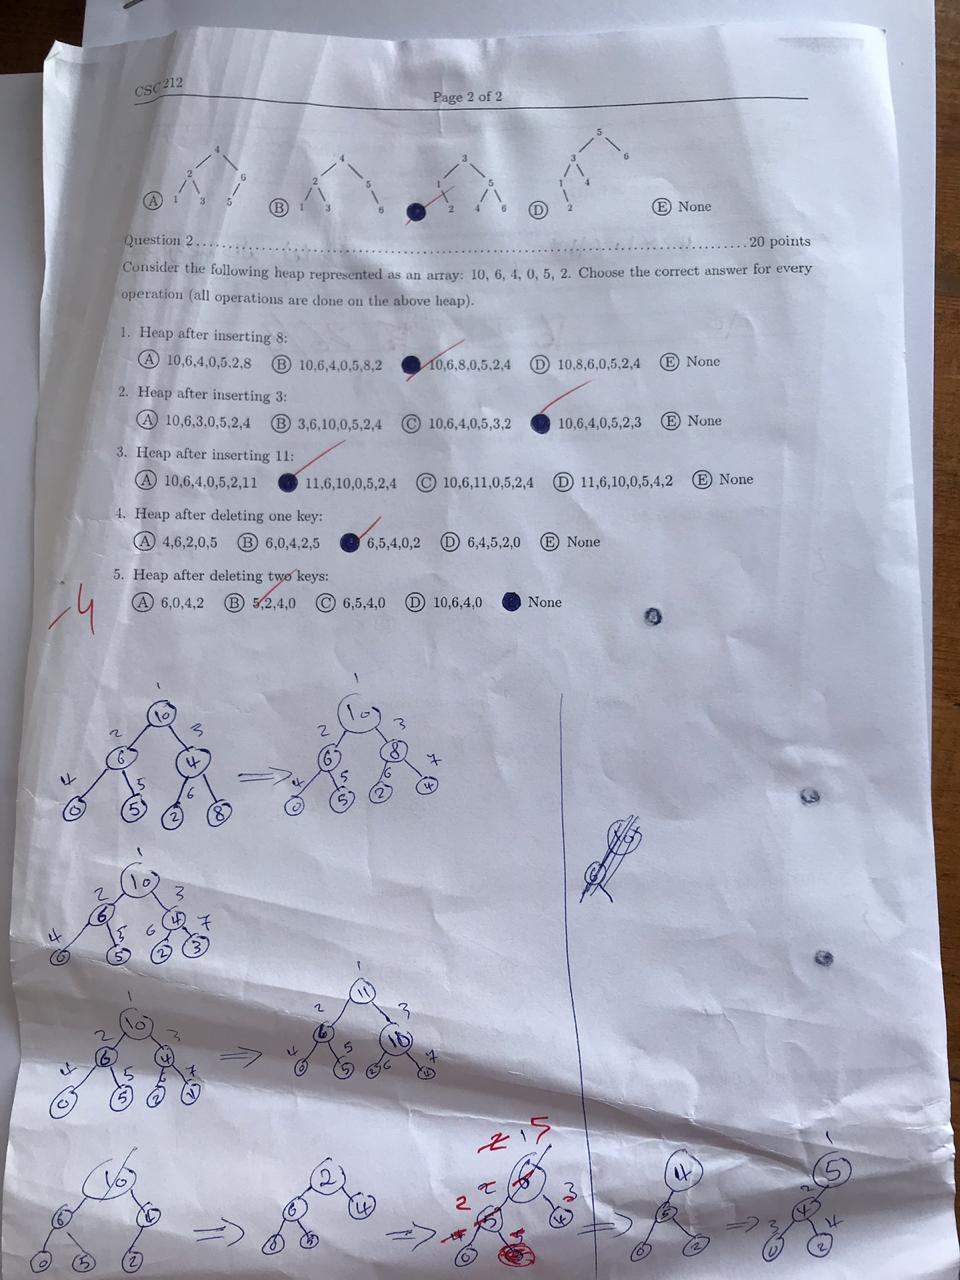 CSC 212
Page 2 of 2
4 4 3 5
2 6 2 5 1 5 3 6
1 3 5 1 3 6 2 4 6 1 4
2
A B D E None
Question 2 20 points
Consider the following heap represented as an array: 10, 6, 4, 0, 5, 2. Choose the correct answer for every
operation (all operations are done on the above heap).
1. Heap after inserting 8:
A 10,6,4,0,5,2,8 B 10,6,4,0,5,8,2 10,6,8,0,5,2,4 D 10,8,6,0,5,2,4 E None
2. Heap after inserting 3:
A 10,6,3,0,5,2,4 B 3,6,10,0,5,2,4 C 10,6,4,0,5,3,2 10,6,4,0,5,2,3 E None
3. Heap after inserting 11:
A 10,6,4,0,5,2,11 11,6,10,0,5,2,4 C 10,6,11,0,5,2,4 D 11,6,10,0,5,4,2 E None
4. Heap after deleting one key:
A 4,6,2,0,5 B 6,0,4,2,5 6,5,4,0,2 D 6,4,5,2,0 E None
5. Heap after deleting two keys:
-4
A 6,0,4,2 B 5,2,4,0 C 6,5,4,0 D 10,6,4,0 None
1 1
10 10
2 3 2 3
6 4 6 8
4 5 6 4 5 6 7
0 5 2 8 0 5 2 4
1
10
2 3
6 4
4 5 6 7
0 5 2 3
1 1
10 11
2 3 2 3
6 4 6 10
4 5 6 7 4 5 6 7
0 5 2 11 0 5 2 4
2 1 5 1
10 2 6 4 5
6 4 6 4 2 2 5 3 4 5 2 4
0 5 2 0 5 4 0 5 0 2 3 0 4 2